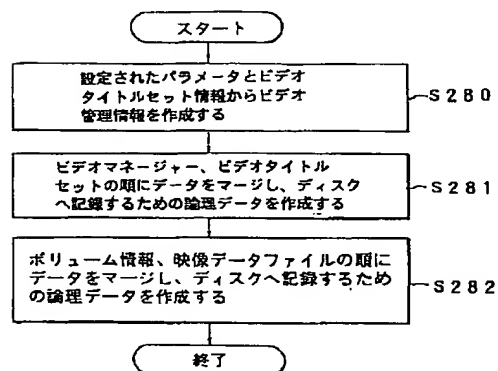 スタート
設定されたパラメータとビデオ
タイトルセット情報からビデオ
管理情報を作成する
S280
ビデオマネージャー、ビデオタイトル
セットの順にデータをマージし、ディスク
へ記録するための論理データを作成する
S281
ボリューム情報、映像データファイルの順に
データをマージし、ディスクへ記録するため
の論理データを作成する
S282
終了